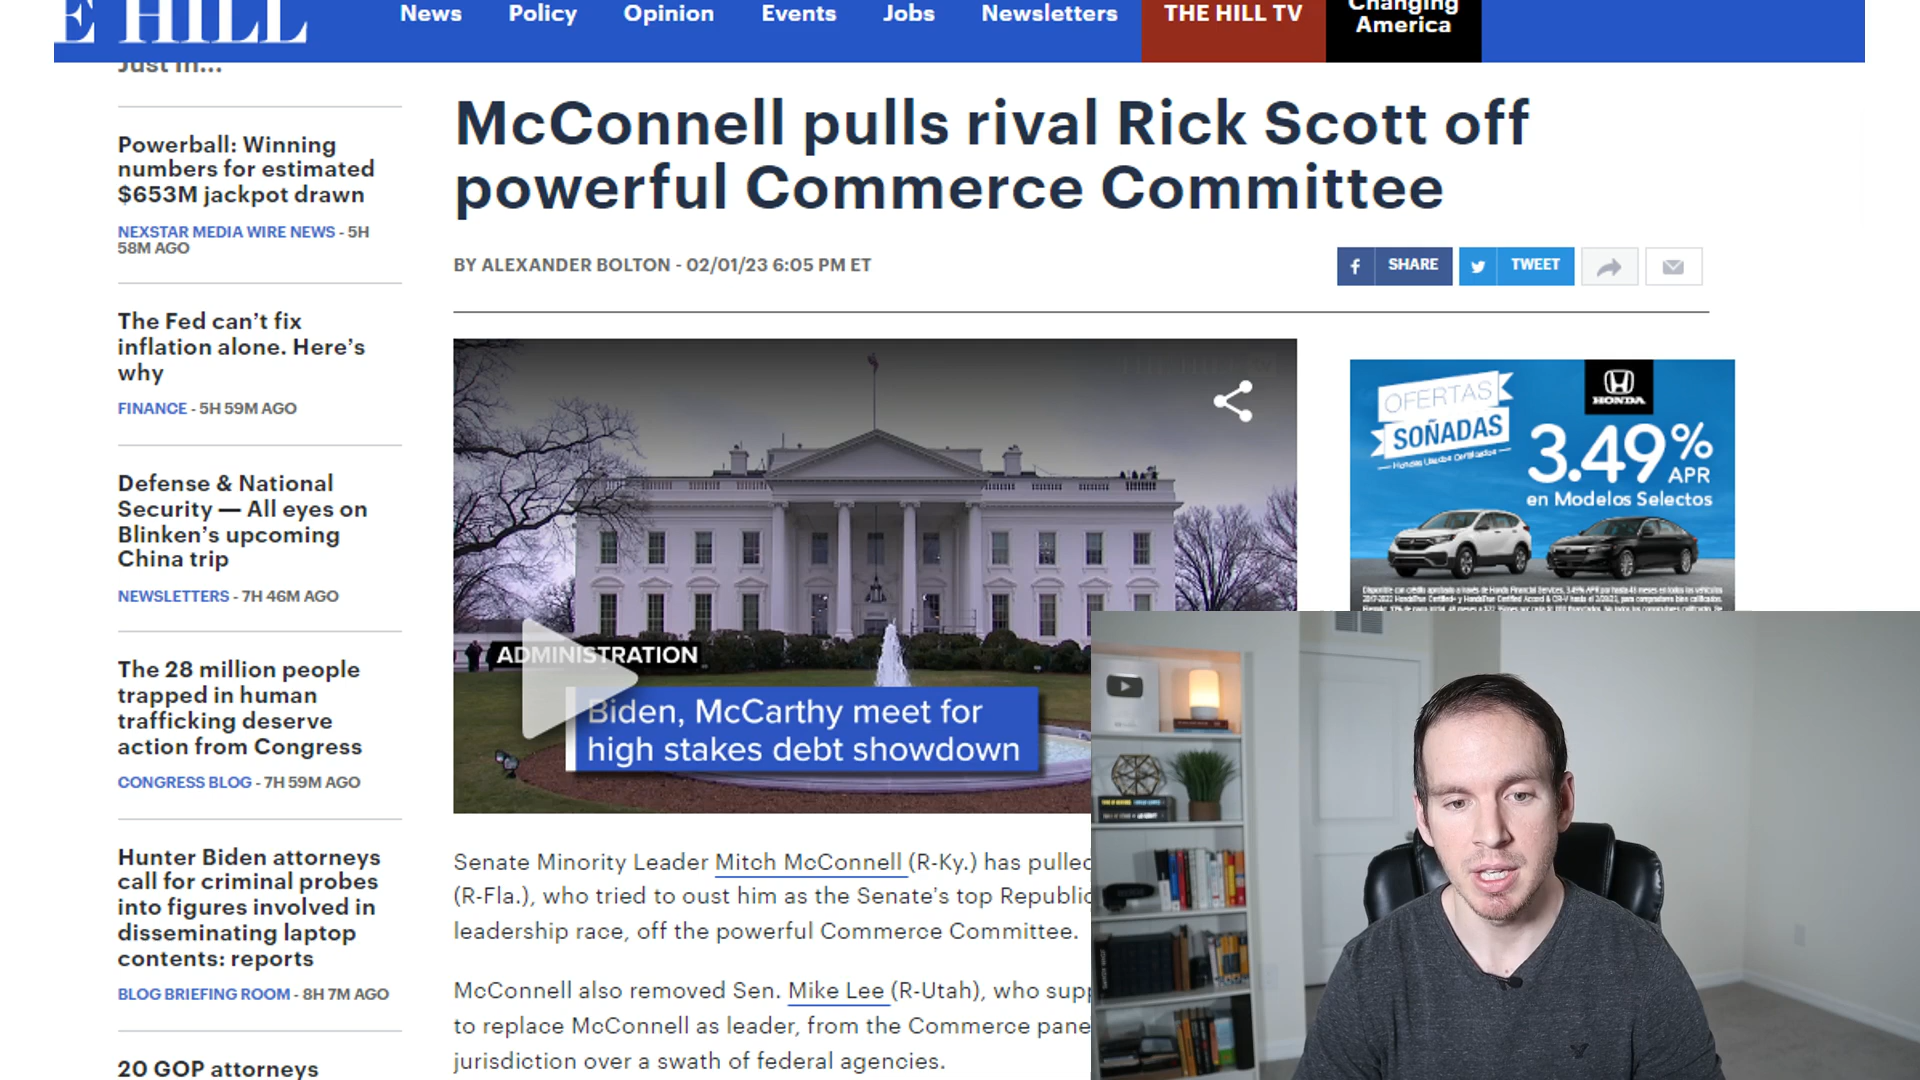 E HILL
News
Policy
Opinion
Events
Jobs
Newsletters
THE HILL TV
Changing
America
Just In...
Powerball: Winning
numbers for estimated
$653M jackpot drawn
NEXSTAR MEDIA WIRE NEWS - 5H
58M AGO
The Fed can’t fix
inflation alone. Here’s
why
FINANCE - 5H 59M AGO
Defense & National
Security — All eyes on
Blinken’s upcoming
China trip
NEWSLETTERS - 7H 46M AGO
The 28 million people
trapped in human
trafficking deserve
action from Congress
CONGRESS BLOG - 7H 59M AGO
Hunter Biden attorneys
call for criminal probes
into figures involved in
disseminating laptop
contents: reports
BLOG BRIEFING ROOM - 8H 7M AGO
20 GOP attorneys
McConnell pulls rival Rick Scott off
powerful Commerce Committee
BY ALEXANDER BOLTON - 02/01/23 6:05 PM ET
SHARE
TWEET
ADMINISTRATION
Biden, McCarthy meet for
high stakes debt showdown
OFERTAS
SOÑADAS
HONDA
3.49%
APR
en Modelos Selectos
Senate Minority Leader Mitch McConnell (R-Ky.) has pulled
(R-Fla.), who tried to oust him as the Senate’s top Republic
leadership race, off the powerful Commerce Committee.
McConnell also removed Sen. Mike Lee (R-Utah), who supp
to replace McConnell as leader, from the Commerce pane
jurisdiction over a swath of federal agencies.